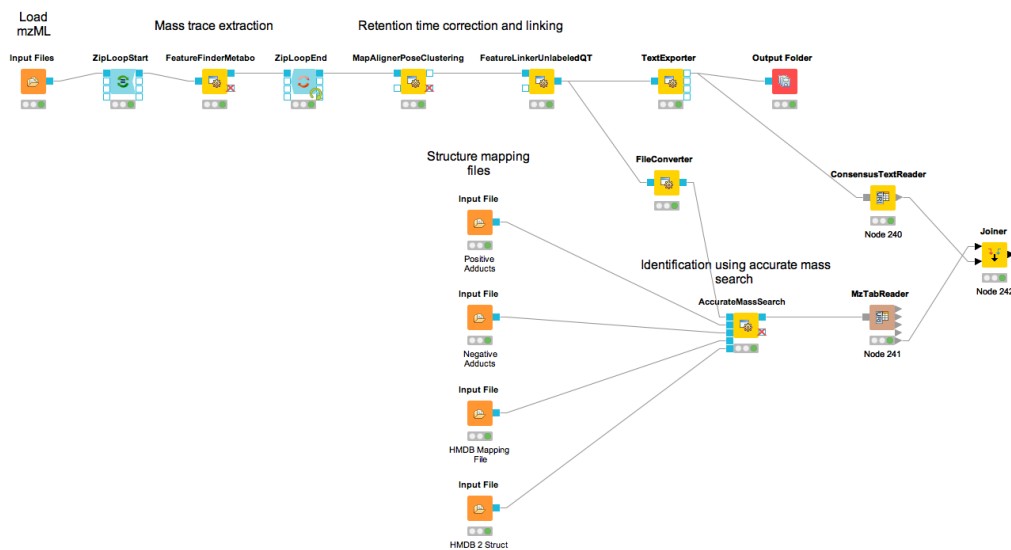 Load
mzML
Mass trace extraction
Retention time correction and linking
Input Files
ZipLoopStart
FeatureFinderMetabo
ZipLoopEnd
MapAlignerPoseClustering
FeatureLinkerUnlabeledQT
TextExporter
Output Folder
Structure mapping
files
FileConverter
ConsensusTextReader
Node 240
Input File
Positive
Adducts
Joiner
Node 242
Identification using accurate mass
search
AccurateMassSearch
MzTabReader
Node 241
Input File
Negative
Adducts
Input File
HMDB Mapping
File
Input File
HMDB 2 Struct